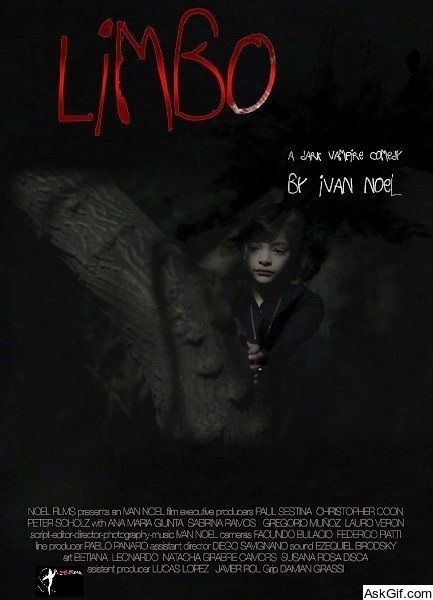 LiMBO
A DARK VAMPIRE COMEDY
BY IVAN NOEL
NOEL FILMS presents an IVAN NOEL film executive producers PAUL SESTINA CHRISTOPHER COON
PETER SCHOLZ with ANA MARIA GIUNTA SABRINA RAMOS GREGORIO MUÑOZ LAURO VERON
script-editor-director-photography-music IVAN NOEL cameras FACUNDO BULACIO FEDERICO RATTI
line producer PABLO PANARO assistant director DIEGO SAVIGNANO sound EZEQUIEL BRODSKY
art BETIANA LEONARDO NATACHA GRABRE CAMORS SUSANA ROSA DISCA
assistent producer LUCAS LOPEZ JAVIER ROL Grip DAMIAN GRASSI
AskGif.com